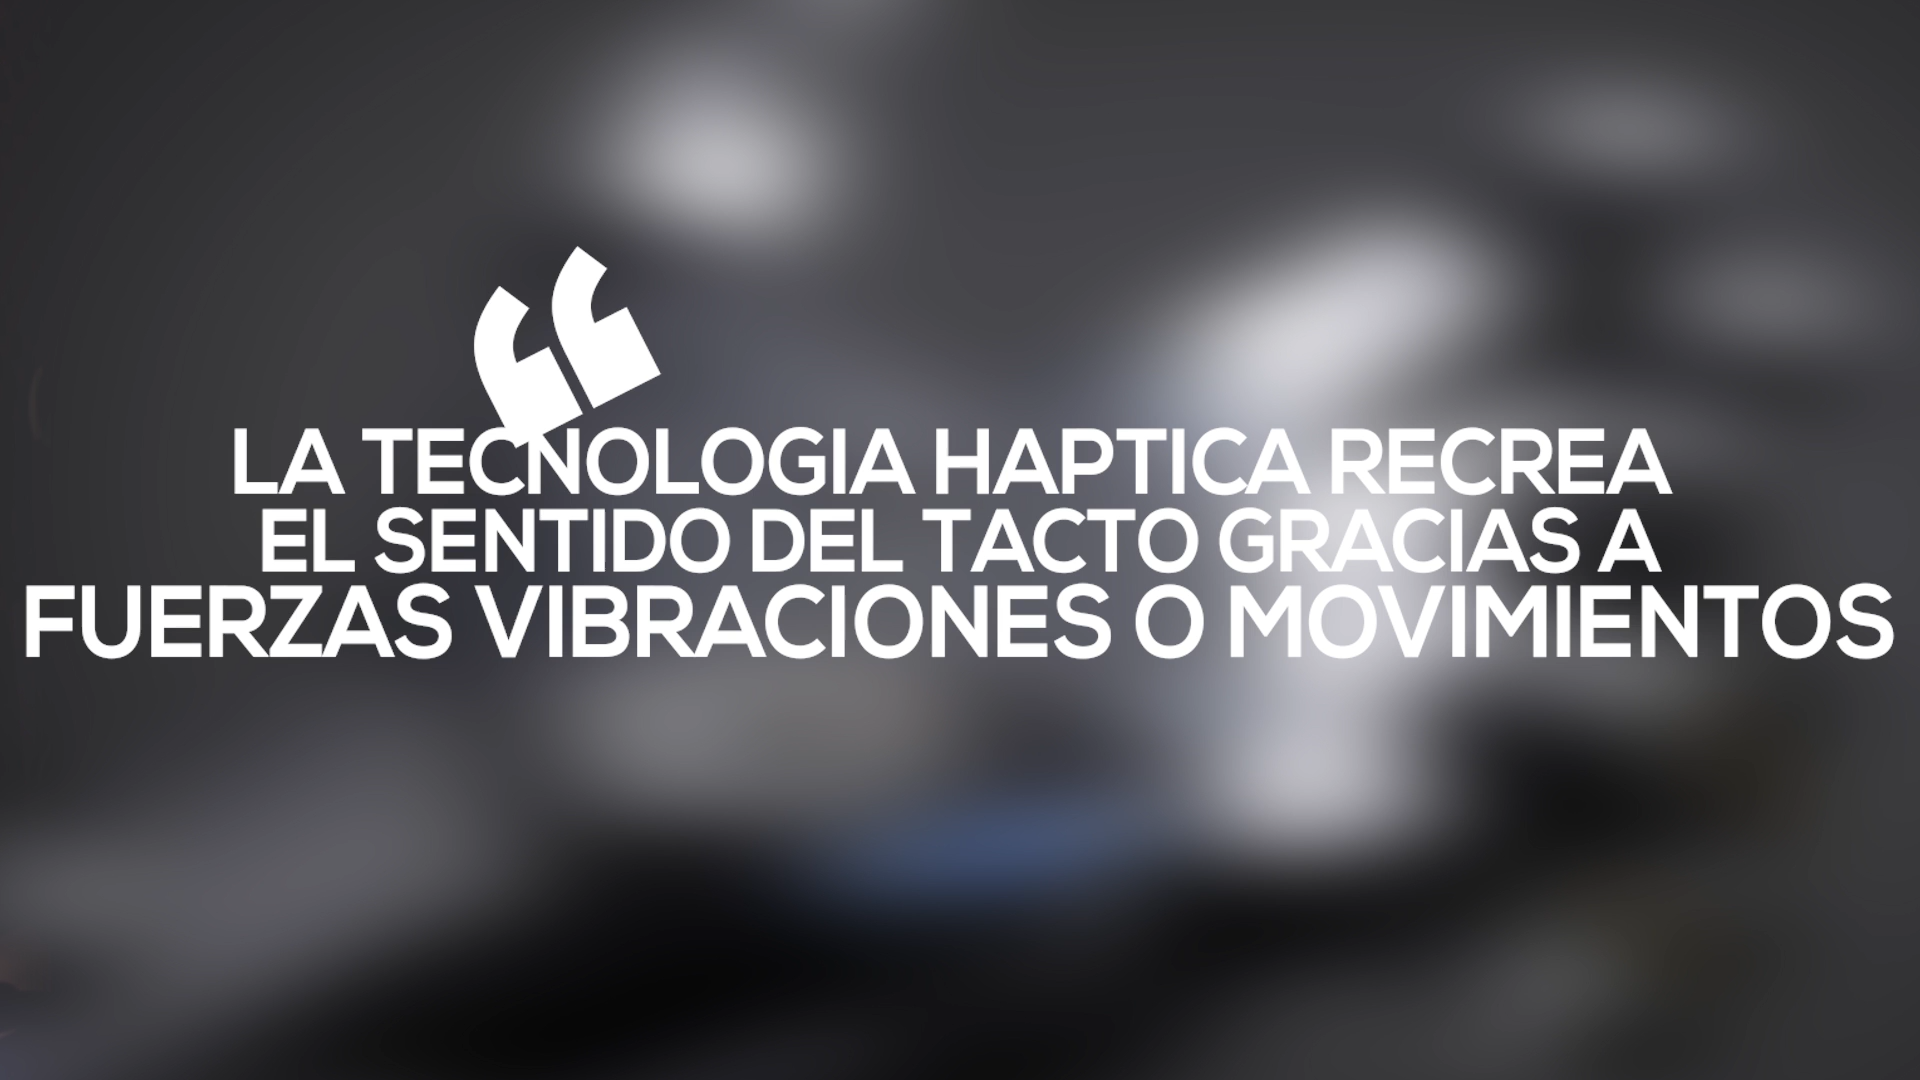 “
LA TECNOLOGIA HAPTICA RECREA
EL SENTIDO DEL TACTO GRACIAS A
FUERZAS VIBRACIONES O MOVIMIENTOS